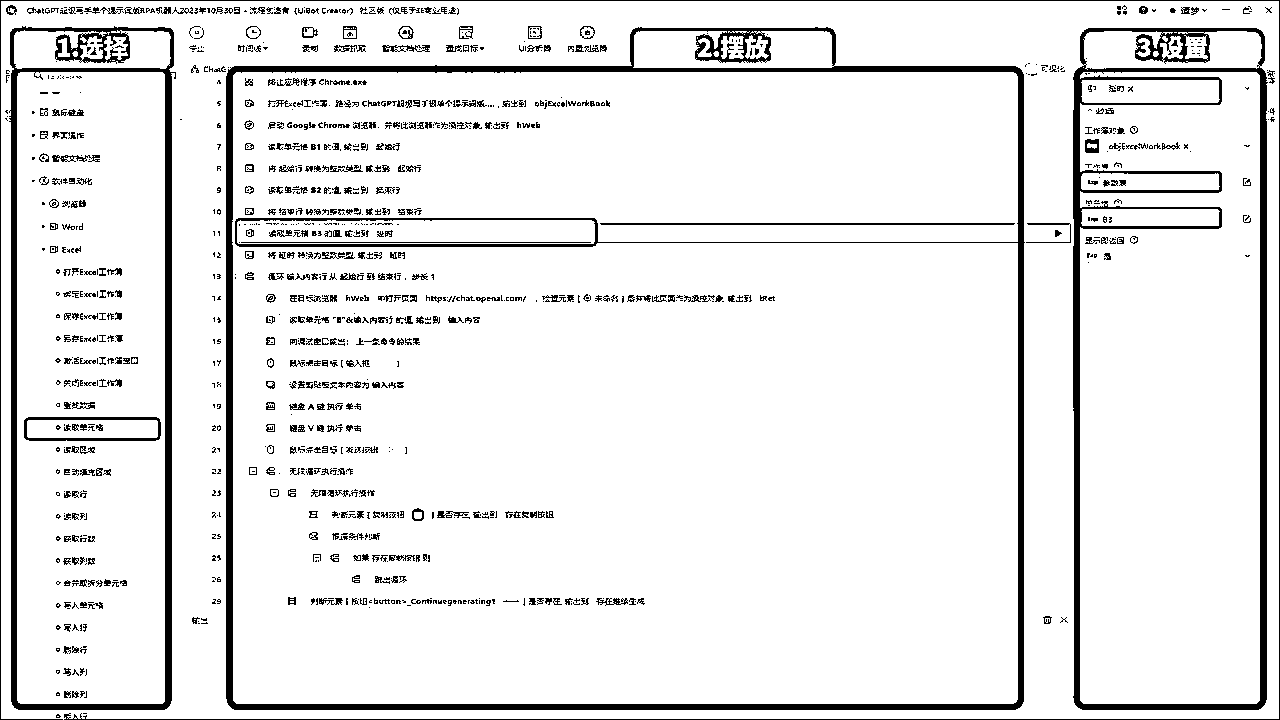 ChatGPT超级写手单个提示词版RPA机器人2023年10月30日 - 流程创造者（UiBot Creator） 社区版（仅用于非商业用途）
停止
时间线
录制
数据抓取
智能文档处理
查找目标
UI分析器
内置浏览器
1.选择
2.摆放
3.设置
可视化
鼠标键盘
界面操作
智能文档处理
软件自动化
浏览器
Word
Excel
打开Excel工作簿
绑定Excel工作簿
保存Excel工作簿
另存Excel工作簿
激活Excel工作簿窗口
关闭Excel工作簿
查找数据
读取单元格
读取区域
自动填充区域
读取行
读取列
获取行数
获取列数
合并或拆分单元格
写入单元格
写入行
删除行
写入列
删除列
插入行
4 终止应用程序 Chrome.exe
5 打开Excel工作簿，路径为 ChatGPT超级写手单个提示词版..., 输出到 objExcelWorkBook
6 启动 Google Chrome 浏览器，并将此浏览器作为操控对象, 输出到 hWeb
7 读取单元格 B1 的值, 输出到 起始行
8 将 起始行 转换为整数类型, 输出到 起始行
9 读取单元格 B2 的值, 输出到 结束行
10 将 结束行 转换为整数类型, 输出到 结束行
11 读取单元格 B3 的值, 输出到 延时
12 将 延时 转换为整数类型, 输出到 延时
13 循环 输入内容行 从 起始行 到 结束行 ，步长 1
14 在目标浏览器 hWeb 中打开页面 https://chat.openai.com/ ，检查元素 [ 未命名 ] 后并将此页面作为操控对象, 输出到 bRet
15 读取单元格 "B"&输入内容行 的值, 输出到 输入内容
16 向调试窗口输出： 上一条命令的结果
17 鼠标点击目标 [ 输入框 ]
18 设置剪贴板文本内容为 输入内容
19 键盘 A 键 执行 单击
20 键盘 V 键 执行 单击
21 鼠标点击目标 [ 发送按钮 ]
22 无限循环执行操作
23 无限循环执行操作
24 判断元素 [ 复制按钮 ] 是否存在, 输出到 存在复制按钮
25 根据条件判断
如果 存在复制按钮 则
26 跳出循环
29 判断元素 [ 按钮<button>_Continuegenerating1 ] 是否存在, 输出到 存在继续生成
输出
延时
必选
工作簿对象
objExcelWorkBook
工作表
参数表
单元格
B3
显示即返回
是